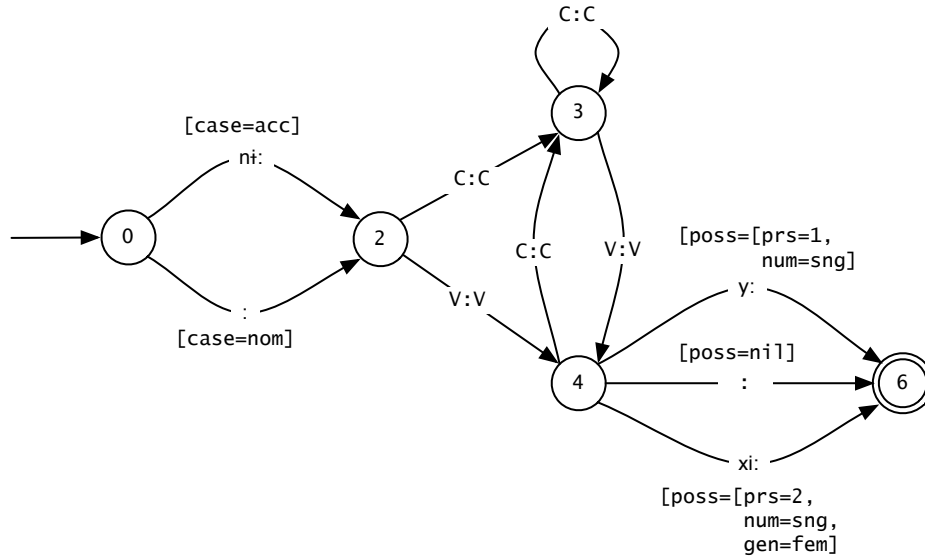 C:C
3
[case=acc]
nɨ:
C:C
0
2
C:C
V:V
[poss=[prs=1,
num=sng]
:
V:V
y:
[case=nom]
[poss=nil]
4
:
6
xi:
[poss=[prs=2,
num=sng,
gen=fem]